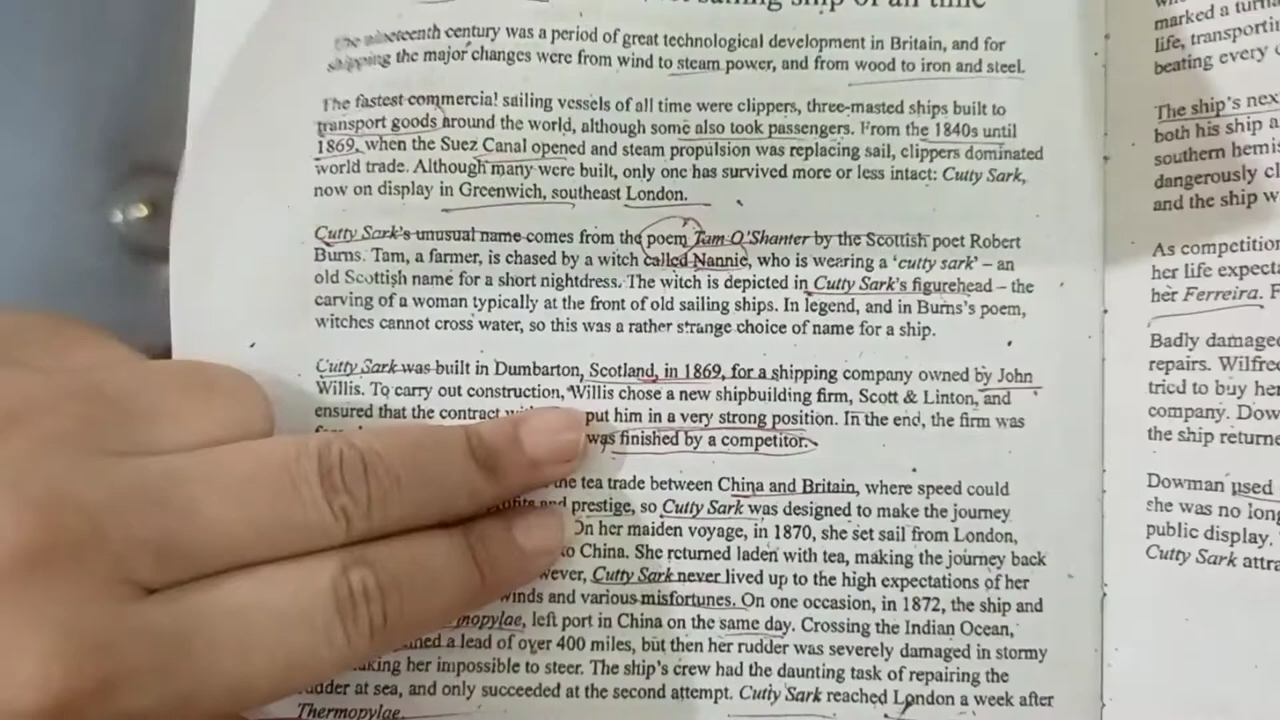 sailing ship of all time
The nineteenth century was a period of great technological development in Britain, and for
shipping the major changes were from wind to steam power, and from wood to iron and steel.
The fastest commercial sailing vessels of all time were clippers, three-masted ships built to
transport goods around the world, although some also took passengers. From the 1840s until
1869, when the Suez Canal opened and steam propulsion was replacing sail, clippers dominated
world trade. Although many were built, only one has survived more or less intact: Cutty Sark,
now on display in Greenwich, southeast London.
Cutty Sark's unusual name comes from the poem Tam O'Shanter by the Scottish poet Robert
Burns. Tam, a farmer, is chased by a witch called Nannie, who is wearing a 'cutty sark' – an
old Scottish name for a short nightdress. The witch is depicted in Cutty Sark's figurehead – the
carving of a woman typically at the front of old sailing ships. In legend, and in Burns's poem,
witches cannot cross water, so this was a rather strange choice of name for a ship.
Cutty Sark was built in Dumbarton, Scotland, in 1869, for a shipping company owned by John
Willis. To carry out construction, Willis chose a new shipbuilding firm, Scott & Linton, and
ensured that the contract put him in a very strong position. In the end, the firm was
was finished by a competitor.
the tea trade between China and Britain, where speed could
and prestige, so Cutty Sark was designed to make the journey
On her maiden voyage, in 1870, she set sail from London,
to China. She returned laden with tea, making the journey back
Cutty Sark never lived up to the high expectations of her
winds and various misfortunes. On one occasion, in 1872, the ship and
left port in China on the same day. Crossing the Indian Ocean,
a lead of over 400 miles, but then her rudder was severely damaged in stormy
her impossible to steer. The ship's crew had the daunting task of repairing the
rudder at sea, and only succeeded at the second attempt. Cutty Sark reached London a week after
Thermopylae.
marked a
life,
beating every
The ship's
both his ship
southern
dangerously
and the ship
As
her life
her Ferreira.
Badly
repairs.
tried to buy her
company.
the ship
Dowman used
she was no
public display.
Cutty Sark